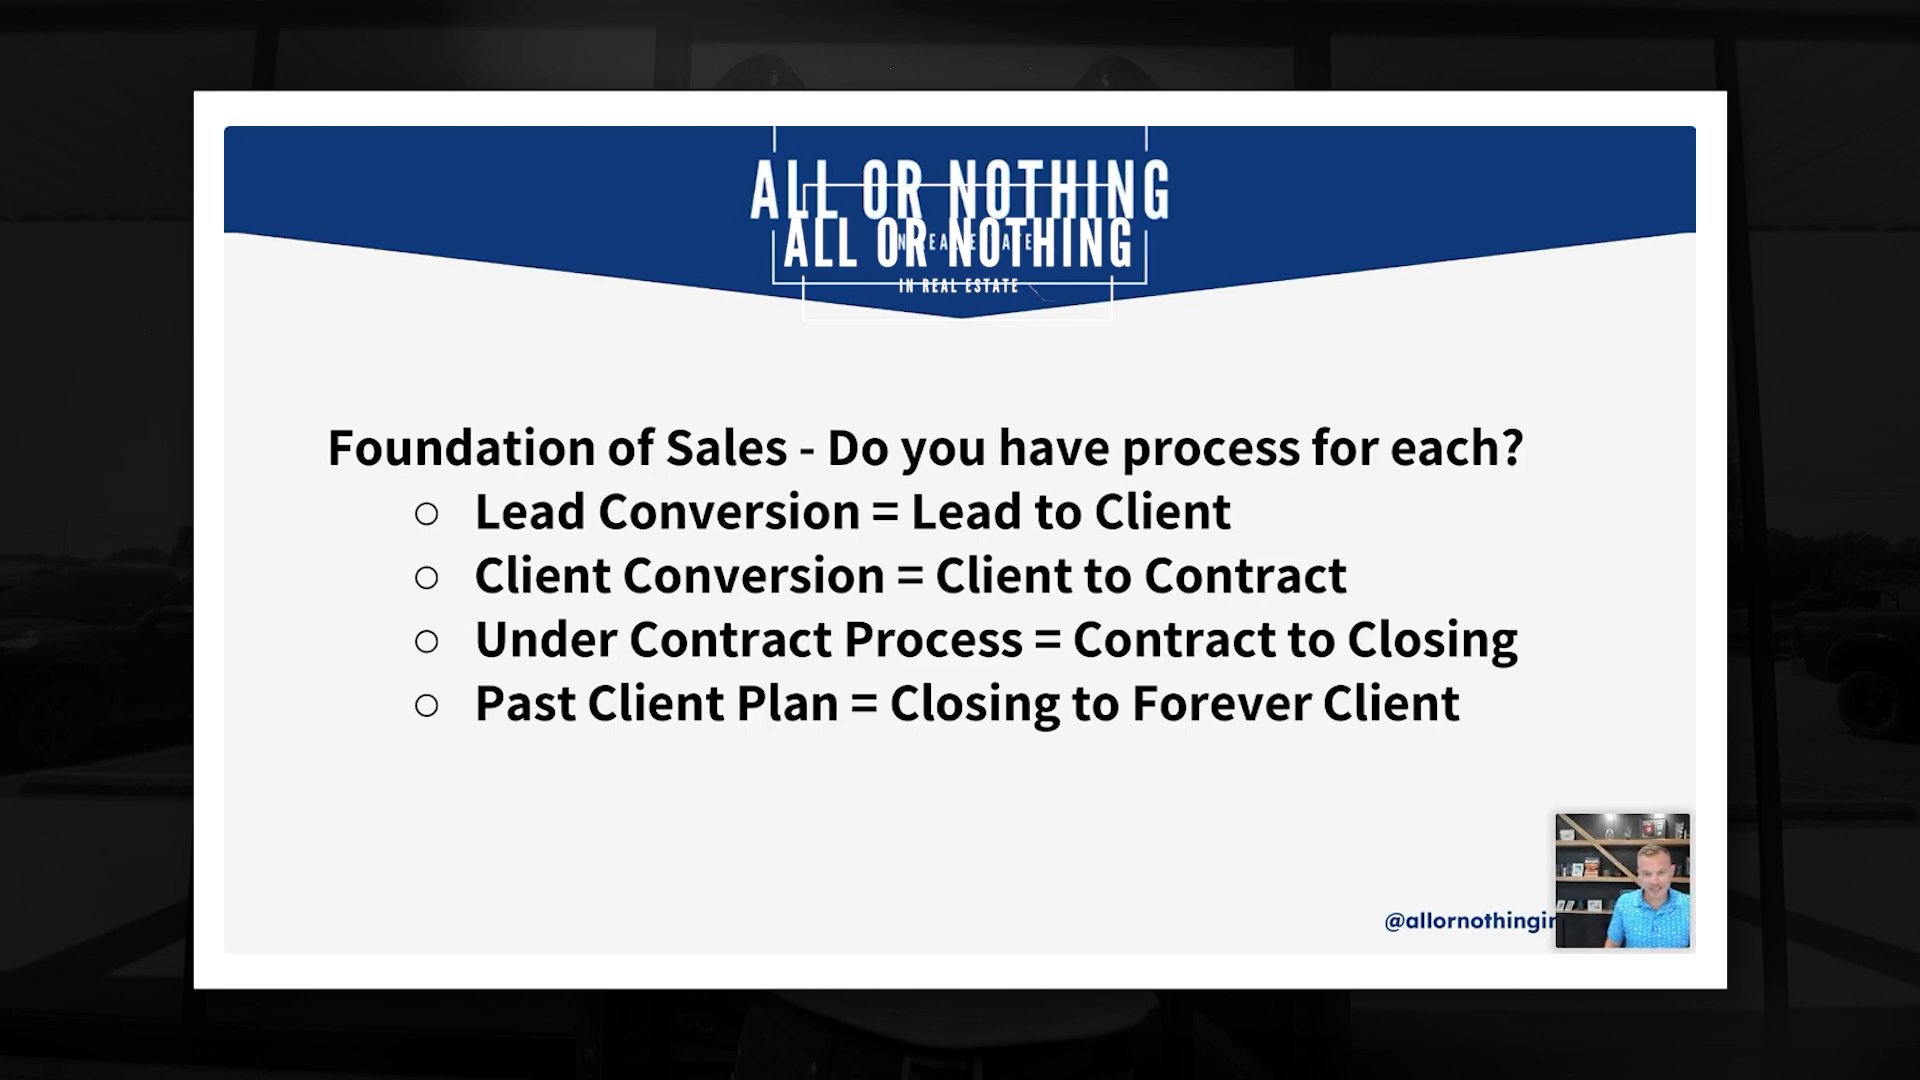 ALL OR NOTHING
ALL OR NOTHING
IN REAL ESTATE
Foundation of Sales - Do you have process for each?
○ Lead Conversion = Lead to Client
○ Client Conversion = Client to Contract
○ Under Contract Process = Contract to Closing
○ Past Client Plan = Closing to Forever Client